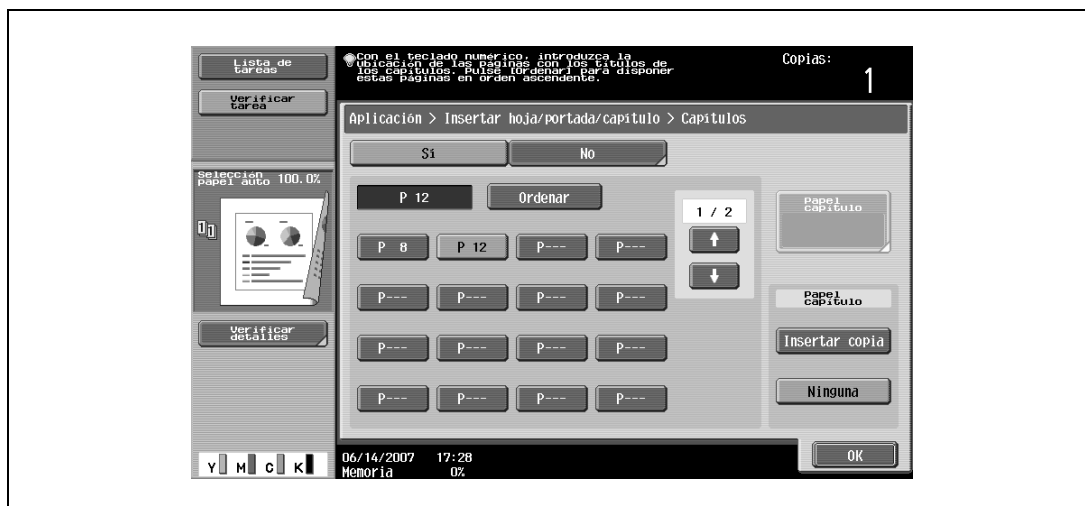 Lista de
tareas
Verificar
tarea
Con el teclado numérico, introduzca la
ubicación de las páginas con los títulos de
los capítulos. Pulse [Ordenar] para disponer
estas páginas en orden ascendente.
Copias:
1
Aplicación > Insertar hoja/portada/capítulo > Capítulos
Sí No
Selección
papel auto 100.0%
P 12 Ordenar
1 / 2
P 8 P 12 P--- P---
P--- P--- P--- P---
P--- P--- P--- P---
P--- P--- P--- P---
Papel
capítulo
Papel
capítulo
Insertar copia
Ninguna
Verificar
detalles
Y M C K
06/14/2007 17:28
Memoria 0%
OK